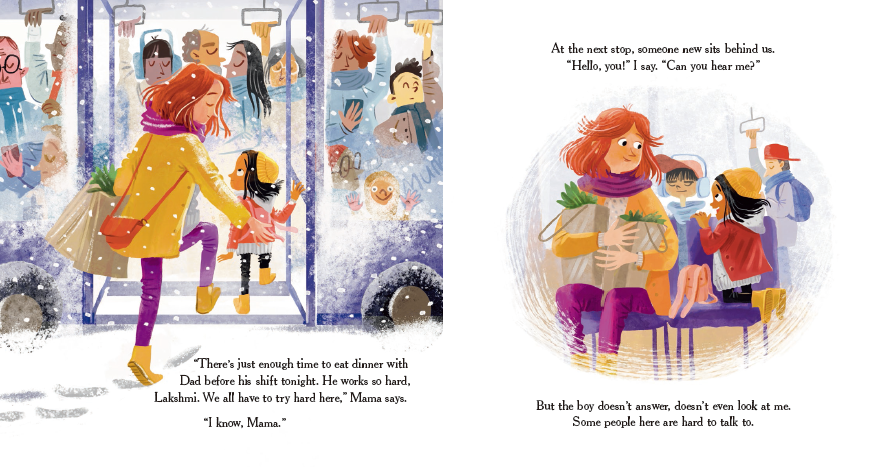 “There’s just enough time to eat dinner with
Dad before his shift tonight. He works so hard,
Lakshmi. We all have to try hard here,” Mama says.
“I know, Mama.”
At the next stop, someone new sits behind us.
“Hello, you!” I say. “Can you hear me?”
But the boy doesn’t answer, doesn’t even look at me.
Some people here are hard to talk to.